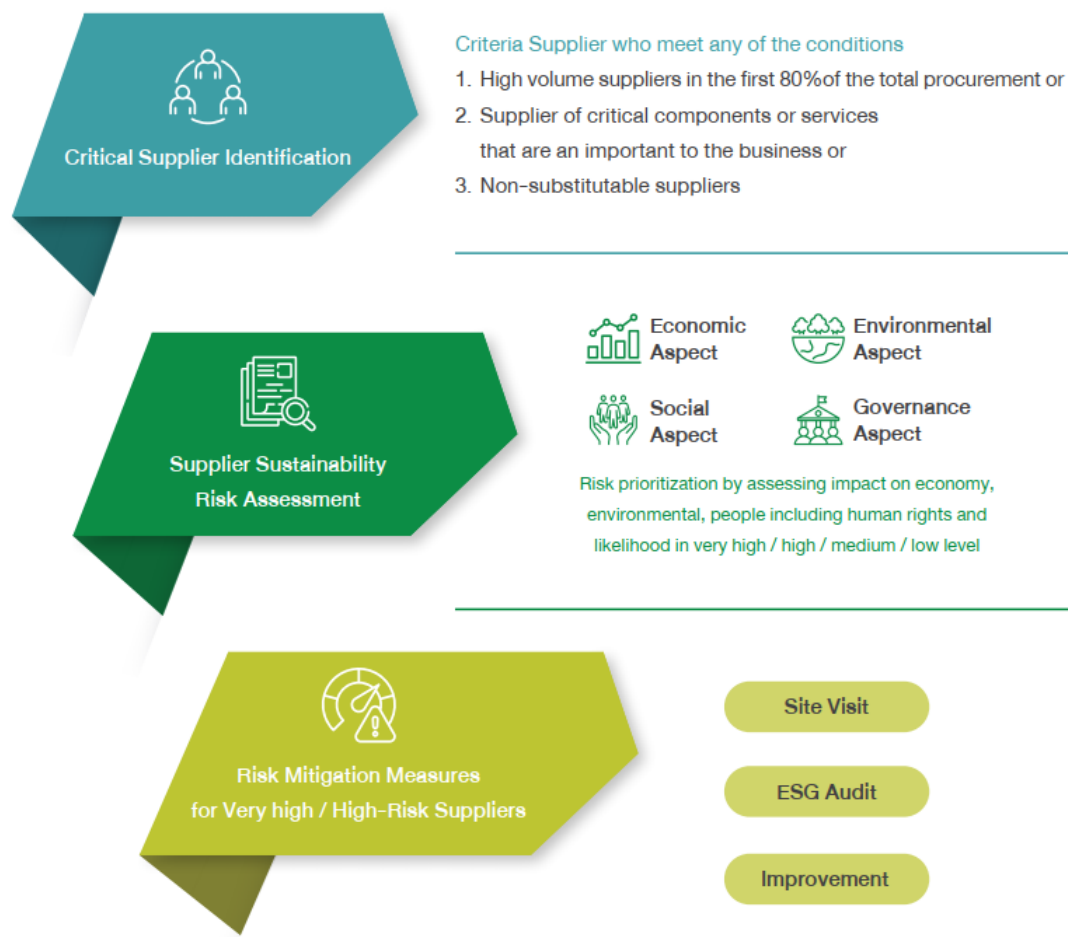 Critical Supplier Identification
Criteria Supplier who meet any of the conditions
1. High volume suppliers in the first 80%of the total procurement or
2. Supplier of critical components or services
that are an important to the business or
3. Non-substitutable suppliers
Supplier Sustainability
Risk Assessment
Economic
Aspect
Environmental
Aspect
Social
Aspect
Governance
Aspect
Risk prioritization by assessing impact on economy,
environmental, people including human rights and
likelihood in very high / high / medium / low level
Risk Mitigation Measures
for Very high / High-Risk Suppliers
Site Visit
ESG Audit
Improvement